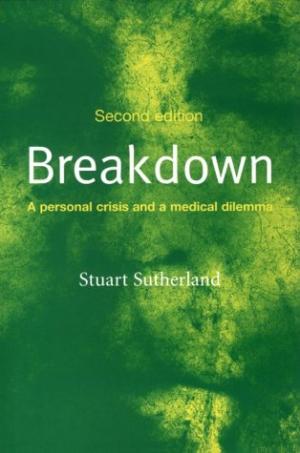 Second edition
Breakdown
A personal crisis and a medical dilemma
Stuart Sutherland